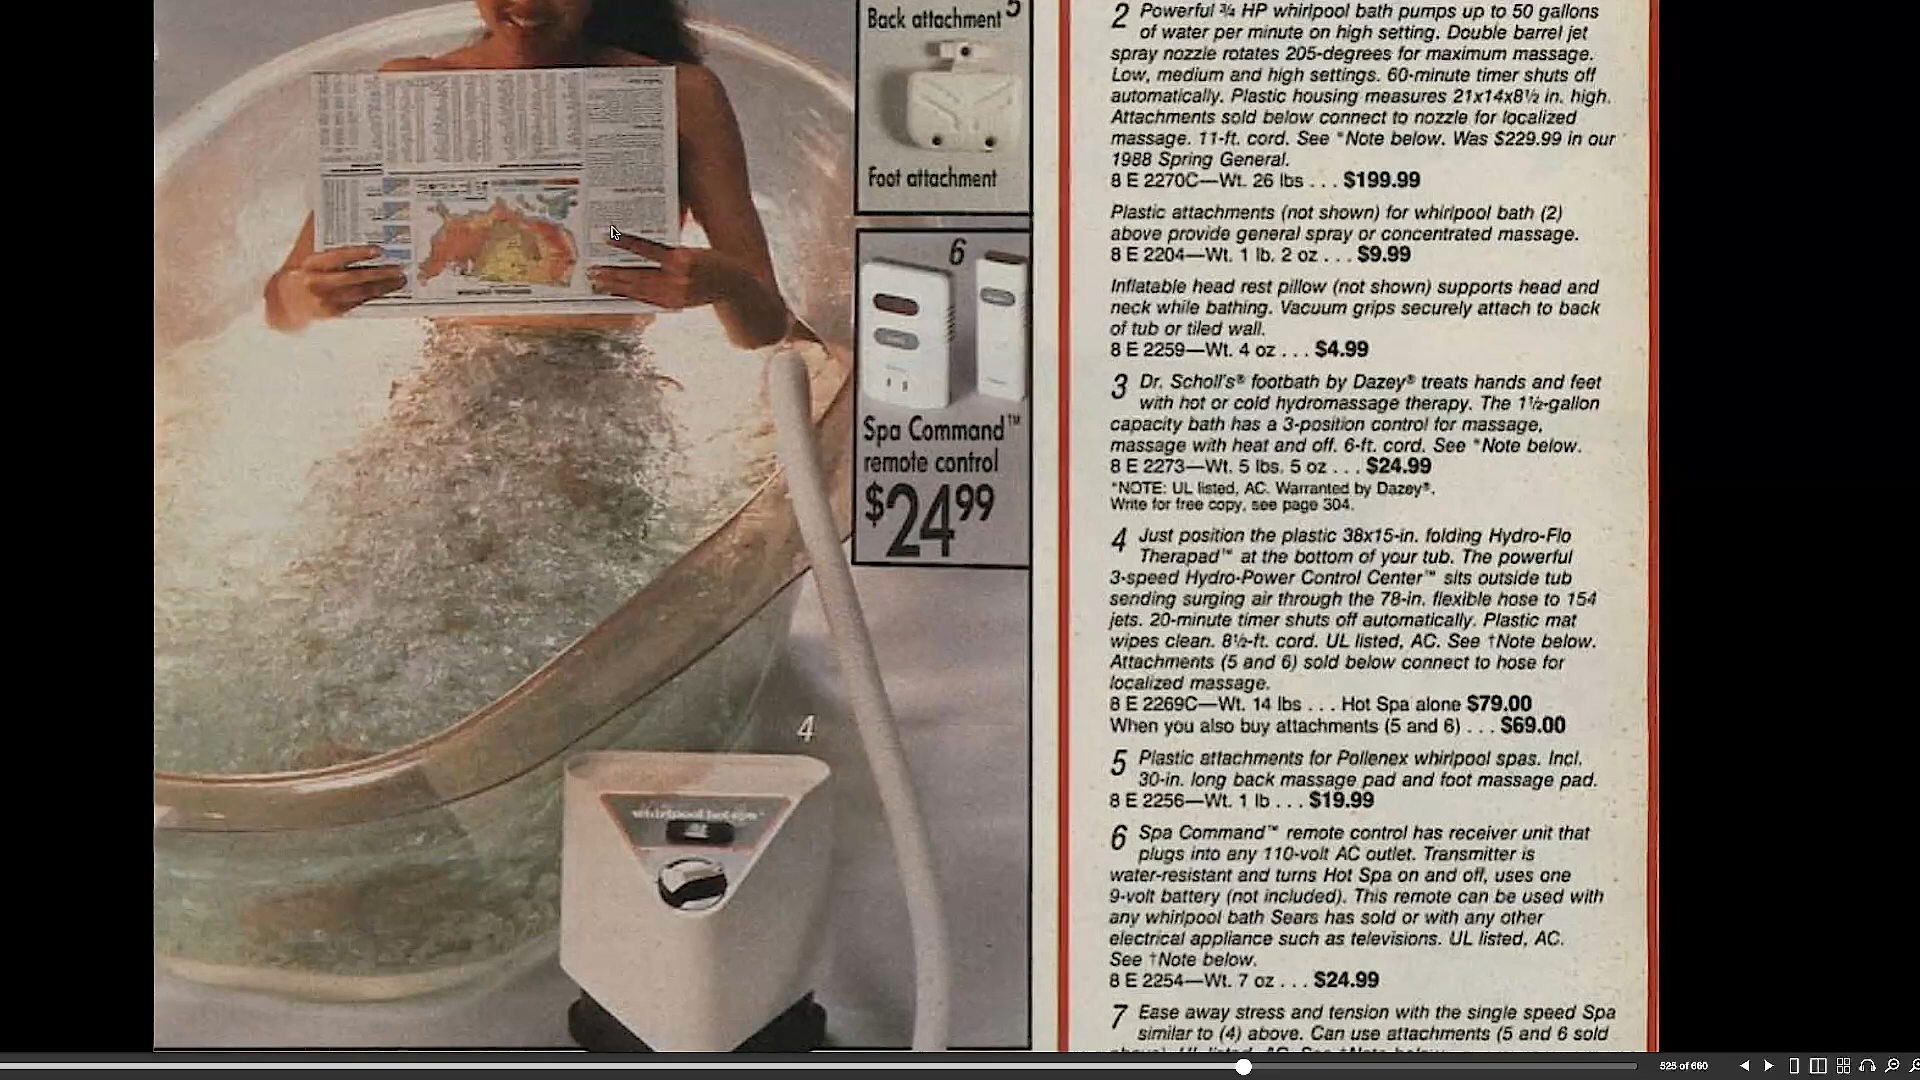 Back attachment 5
Foot attachment
6
Spa Command™
remote control
$24⁹⁹
4
whirlpool hot spa™
2 Powerful ¾ HP whirlpool bath pumps up to 50 gallons
of water per minute on high setting. Double barrel jet
spray nozzle rotates 205-degrees for maximum massage.
Low, medium and high settings. 60-minute timer shuts off
automatically. Plastic housing measures 21x14x8½ in. high.
Attachments sold below connect to nozzle for localized
massage. 11-ft. cord. See *Note below. Was $229.99 in our
1988 Spring General.
8 E 2270C—Wt. 26 lbs . . . $199.99
Plastic attachments (not shown) for whirlpool bath (2)
above provide general spray or concentrated massage.
8 E 2204—Wt. 1 lb. 2 oz . . . $9.99
Inflatable head rest pillow (not shown) supports head and
neck while bathing. Vacuum grips securely attach to back
of tub or tiled wall.
8 E 2259—Wt. 4 oz . . . $4.99
3 Dr. Scholl's® footbath by Dazey® treats hands and feet
with hot or cold hydromassage therapy. The 1½-gallon
capacity bath has a 3-position control for massage,
massage with heat and off. 6-ft. cord. See *Note below.
8 E 2273—Wt. 5 lbs. 5 oz . . . $24.99
*NOTE: UL listed, AC. Warranted by Dazey®.
Write for free copy, see page 304.
4 Just position the plastic 38x15-in. folding Hydro-Flo
Therapad™ at the bottom of your tub. The powerful
3-speed Hydro-Power Control Center™ sits outside tub
sending surging air through the 78-in. flexible hose to 154
jets. 20-minute timer shuts off automatically. Plastic mat
wipes clean. 8½-ft. cord. UL listed, AC. See †Note below.
Attachments (5 and 6) sold below connect to hose for
localized massage.
8 E 2269C—Wt. 14 lbs . . . Hot Spa alone $79.00
When you also buy attachments (5 and 6) . . . $69.00
5 Plastic attachments for Pollenex whirlpool spas. Incl.
30-in. long back massage pad and foot massage pad.
8 E 2256—Wt. 1 lb . . . $19.99
6 Spa Command™ remote control has receiver unit that
plugs into any 110-volt AC outlet. Transmitter is
water-resistant and turns Hot Spa on and off, uses one
9-volt battery (not included). This remote can be used with
any whirlpool bath Sears has sold or with any other
electrical appliance such as televisions. UL listed, AC.
See †Note below.
8 E 2254—Wt. 7 oz . . . $24.99
7 Ease away stress and tension with the single speed Spa
similar to (4) above. Can use attachments (5 and 6 sold
525 of 660